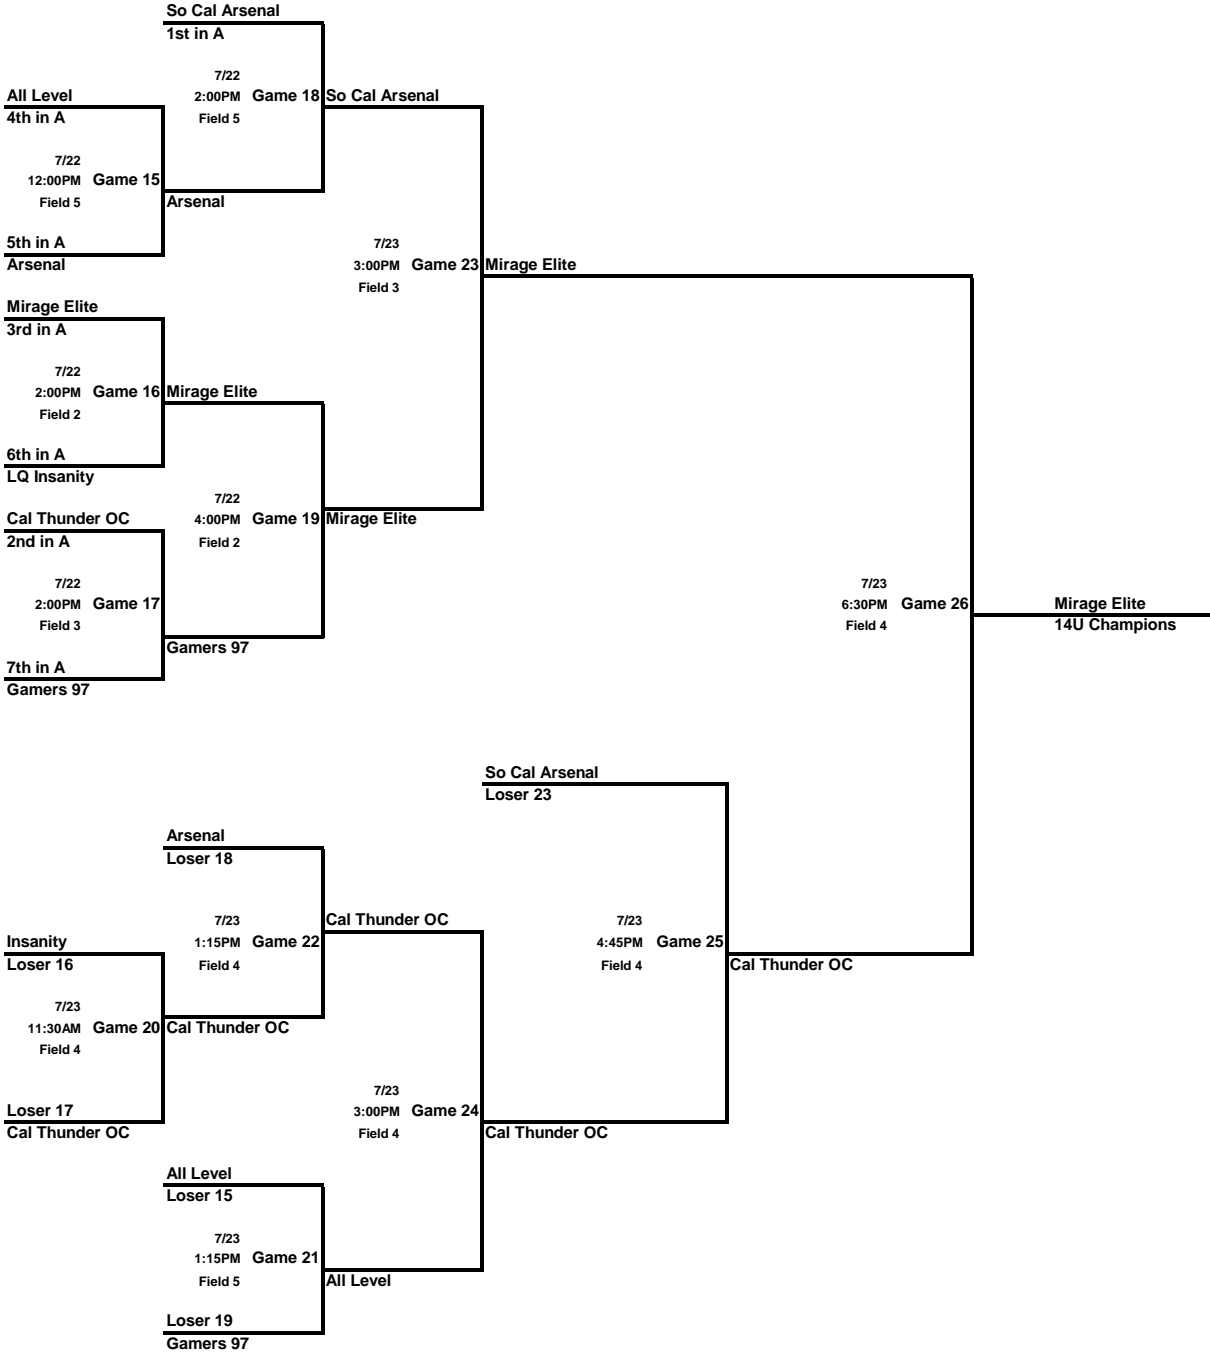 So Cal Arsenal
1st in A
7/22
2:00PM Game 18
Field 5
So Cal Arsenal
All Level
4th in A
7/22
12:00PM Game 15
Field 5
Arsenal
5th in A
Arsenal
7/23
3:00PM Game 23
Field 3
Mirage Elite
Mirage Elite
3rd in A
7/22
2:00PM Game 16
Field 2
Mirage Elite
6th in A
LQ Insanity
7/22
4:00PM Game 19
Field 2
Mirage Elite
Cal Thunder OC
2nd in A
7/22
2:00PM Game 17
Field 3
Gamers 97
7th in A
Gamers 97
7/23
6:30PM Game 26
Field 4
Mirage Elite
14U Champions
So Cal Arsenal
Loser 23
Arsenal
Loser 18
7/23
1:15PM Game 22
Field 4
Cal Thunder OC
7/23
4:45PM Game 25
Field 4
Cal Thunder OC
Insanity
Loser 16
7/23
11:30AM Game 20
Field 4
Cal Thunder OC
Loser 17
Cal Thunder OC
7/23
3:00PM Game 24
Field 4
Cal Thunder OC
All Level
Loser 15
7/23
1:15PM Game 21
Field 5
All Level
Loser 19
Gamers 97